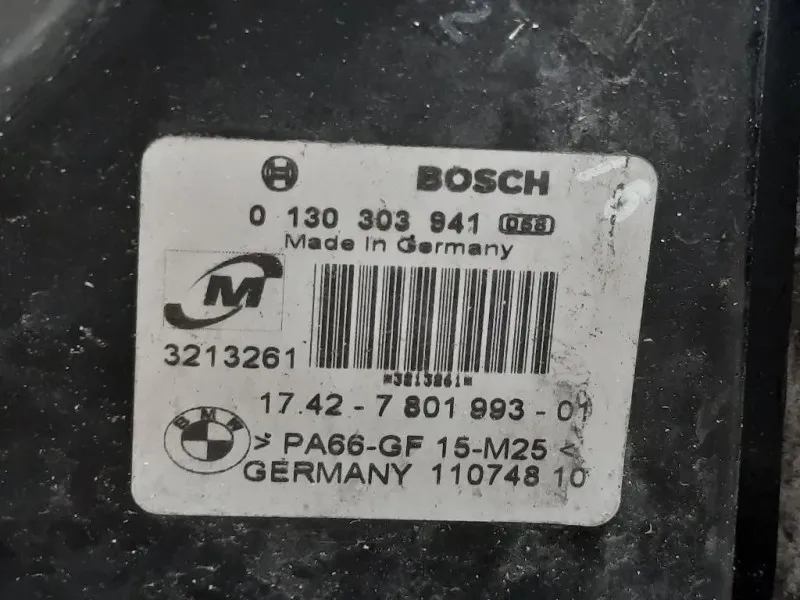 BOSCH
0 130 303 941 068
Made In Germany
M
3213261
*3213261*
17.42 - 7 801 993 - 01
BMW
> PA66-GF 15-M25 <
GERMANY 110748 10